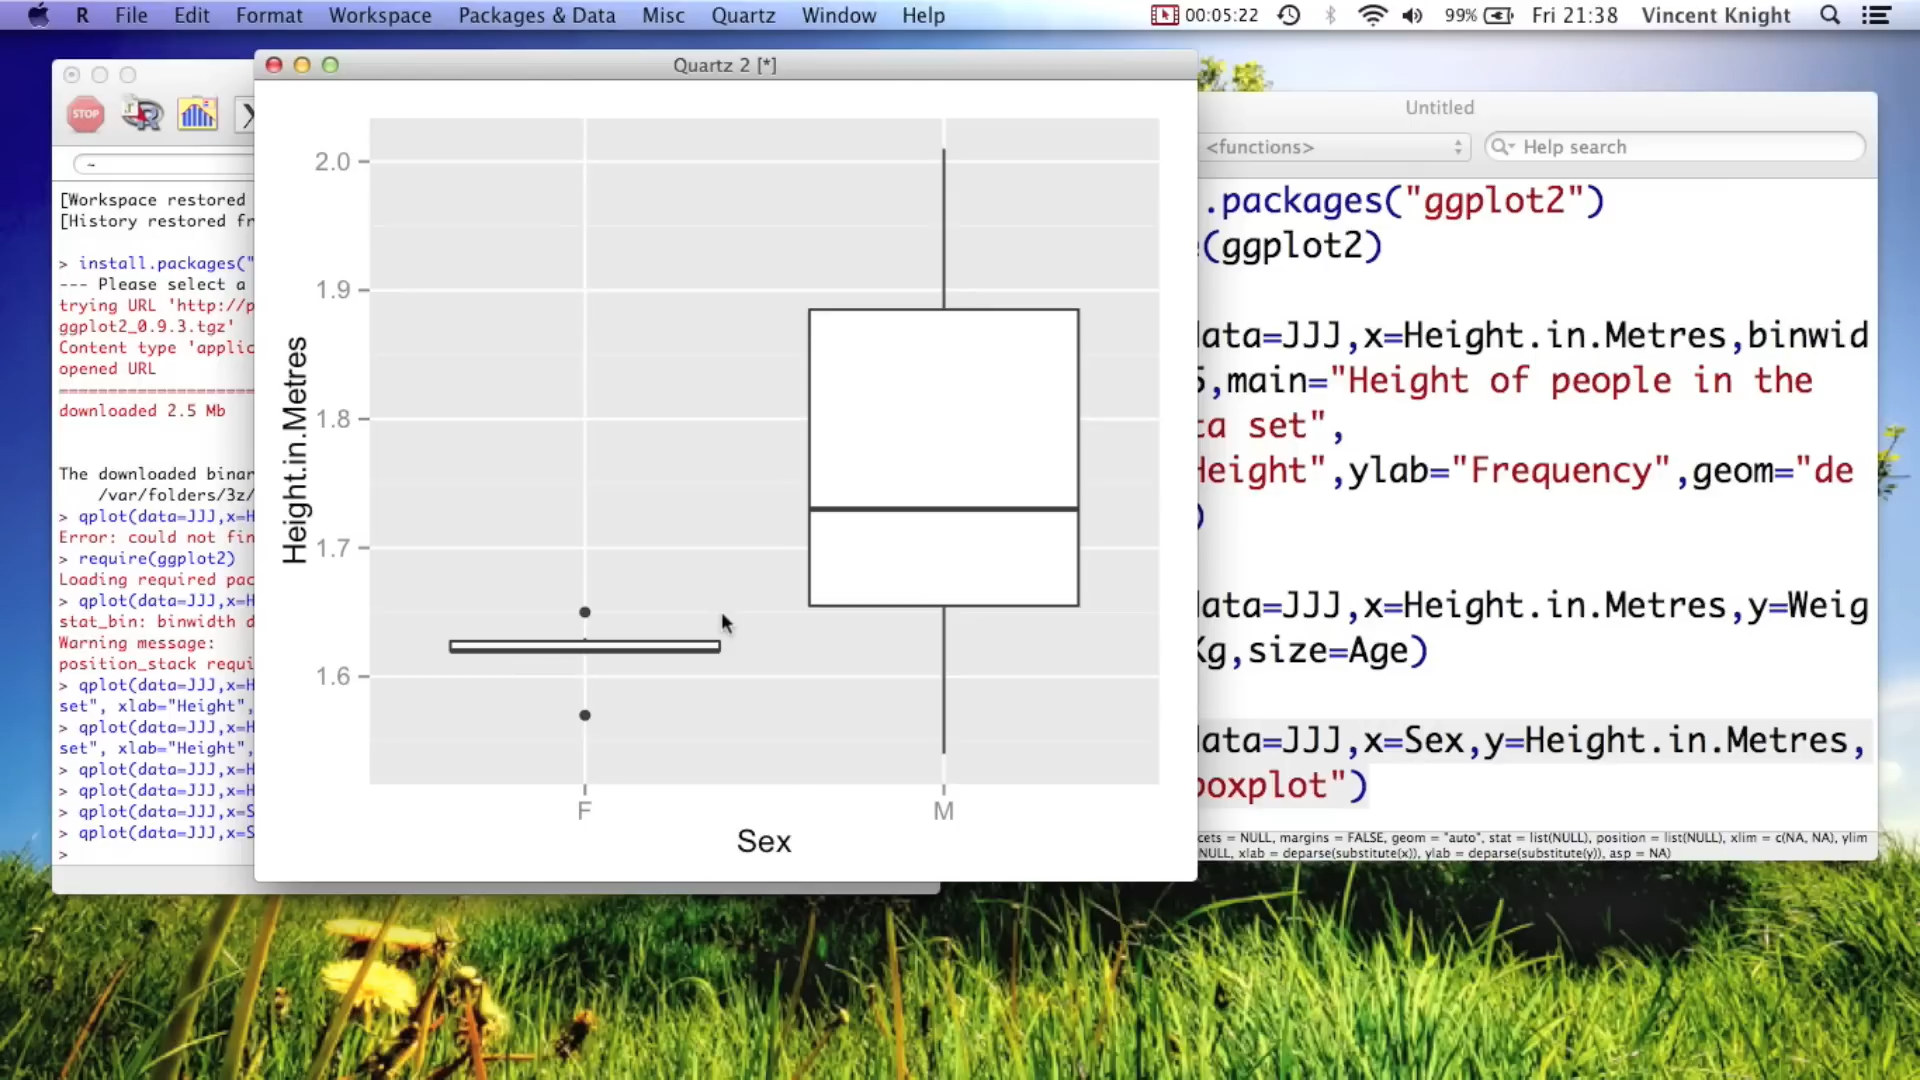 R File Edit Format Workspace Packages & Data Misc Quartz Window Help 00:05:22 99% Fri 21:38 Vincent Knight
Quartz 2 [*]
2.0
1.9
1.8
1.7
1.6
Height.in.Metres
F M
Sex
STOP
~
[Workspace restored
[History restored fr
> install.packages("
--- Please select a
trying URL 'http://p
ggplot2_0.9.3.tgz'
Content type 'applic
opened URL
====================
downloaded 2.5 Mb
The downloaded binar
/var/folders/3z/
> qplot(data=JJJ,x=H
Error: could not fin
> require(ggplot2)
Loading required pac
> qplot(data=JJJ,x=H
stat_bin: binwidth d
Warning message:
position_stack requi
> qplot(data=JJJ,x=H
set", xlab="Height",
> qplot(data=JJJ,x=H
set", xlab="Height",
> qplot(data=JJJ,x=H
> qplot(data=JJJ,x=H
> qplot(data=JJJ,x=S
> qplot(data=JJJ,x=S
>
Untitled
<functions> Help search
.packages("ggplot2")
(ggplot2)
ata=JJJ,x=Height.in.Metres,binwid
,main="Height of people in the
ta set",
Height",ylab="Frequency",geom="de
)
ata=JJJ,x=Height.in.Metres,y=Weig
Kg,size=Age)
ata=JJJ,x=Sex,y=Height.in.Metres,
boxplot")
cets = NULL, margins = FALSE, geom = "auto", stat = list(NULL), position = list(NULL), xlim = c(NA, NA), ylim
NULL, xlab = deparse(substitute(x)), ylab = deparse(substitute(y)), asp = NA)